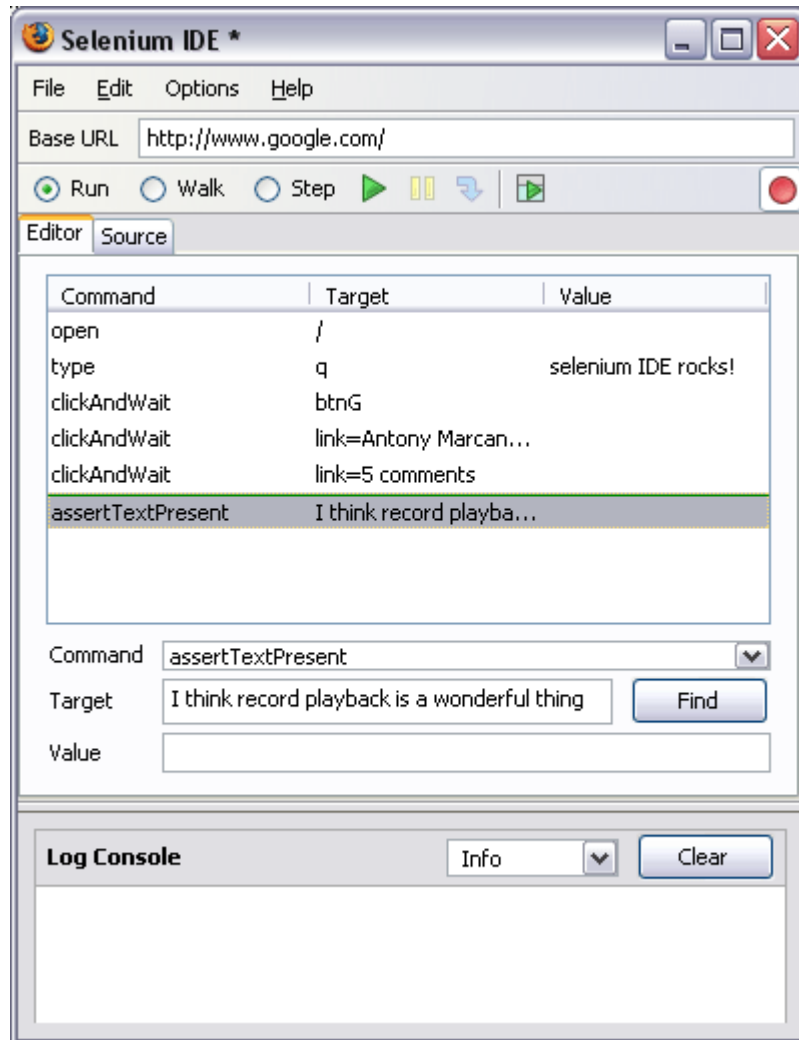 Selenium IDE *
File Edit Options Help
Base URL http://www.google.com/
Run Walk Step
Editor Source
Command Target Value
open /
type q selenium IDE rocks!
clickAndWait btnG
clickAndWait link=Antony Marcan...
clickAndWait link=5 comments
assertTextPresent I think record playba...
Command assertTextPresent
Target I think record playback is a wonderful thing Find
Value
Log Console Info Clear